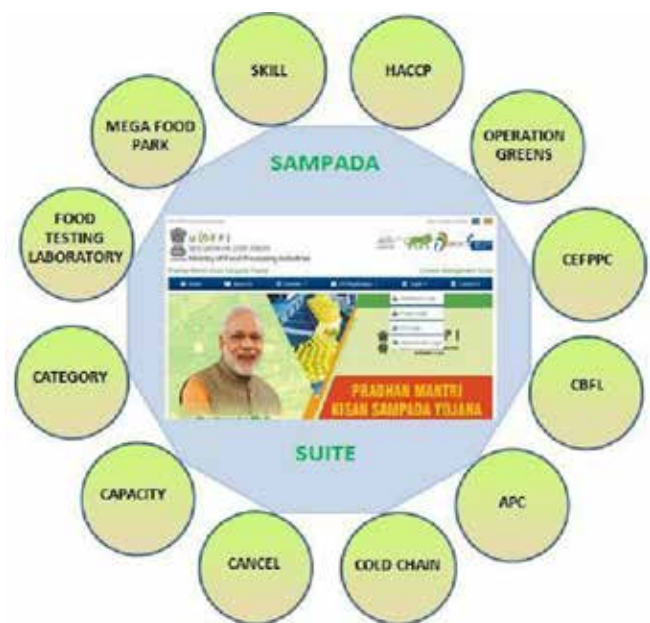 SKILL
HACCP
MEGA FOOD
PARK
OPERATION
GREENS
SAMPADA
FOOD
TESTING
LABORATORY
CEFPPC
Ministry of Food Processing Industries
CATEGORY
CBFL
PRADHAN MANTRI
KISAN SAMPADA YOJANA
SUITE
CAPACITY
APC
CANCEL
COLD CHAIN